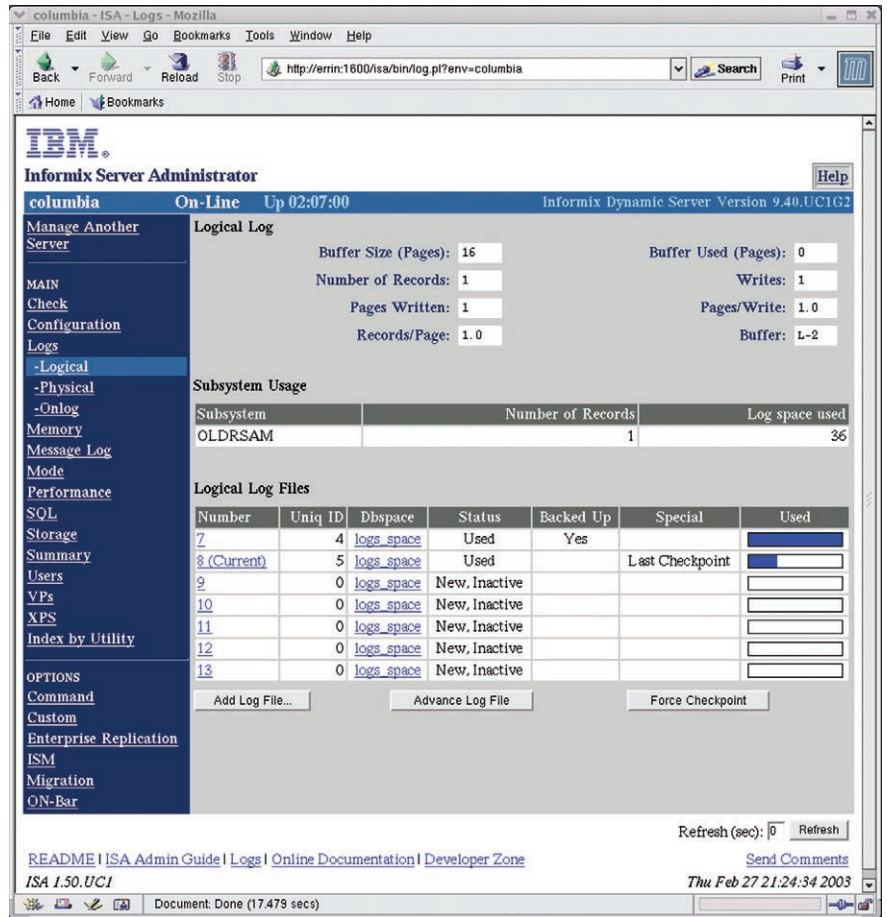 columbia - ISA - Logs - Mozilla
File Edit View Go Bookmarks Tools Window Help
Back Forward Reload Stop http://errin:1600/isa/bin/log.pl?env=columbia Search Print
Home Bookmarks
IBM.
Informix Server Administrator Help
columbia On-Line Up 02:07:00 Informix Dynamic Server Version 9.40.UC1G2
Manage Another
Server
MAIN
Check
Configuration
Logs
-Logical
-Physical
-Onlog
Memory
Message Log
Mode
Performance
SQL
Storage
Summary
Users
VPs
XPS
Index by Utility
OPTIONS
Command
Custom
Enterprise Replication
ISM
Migration
ON-Bar
Logical Log
Buffer Size (Pages): 16 Buffer Used (Pages): 0
Number of Records: 1 Writes: 1
Pages Written: 1 Pages/Write: 1.0
Records/Page: 1.0 Buffer: L-2
Subsystem Usage
Subsystem Number of Records Log space used
OLDRSAM 1 36
Logical Log Files
Number Uniq ID Dbspace Status Backed Up Special Used
7 4 logs_space Used Yes
8 (Current) 5 logs_space Used Last Checkpoint
9 0 logs_space New, Inactive
10 0 logs_space New, Inactive
11 0 logs_space New, Inactive
12 0 logs_space New, Inactive
13 0 logs_space New, Inactive
Add Log File... Advance Log File Force Checkpoint
Refresh (sec): 0 Refresh
README | ISA Admin Guide | Logs | Online Documentation | Developer Zone Send Comments
ISA 1.50.UC1 Thu Feb 27 21:24:34 2003
Document: Done (17.479 secs)